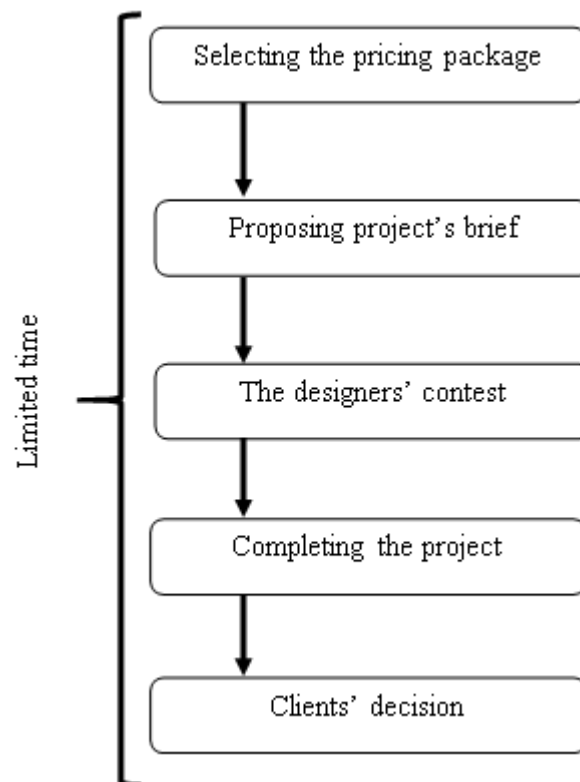 Selecting the pricing package
Proposing project’s brief
Limited time
The designers’ contest
Completing the project
Clients’ decision